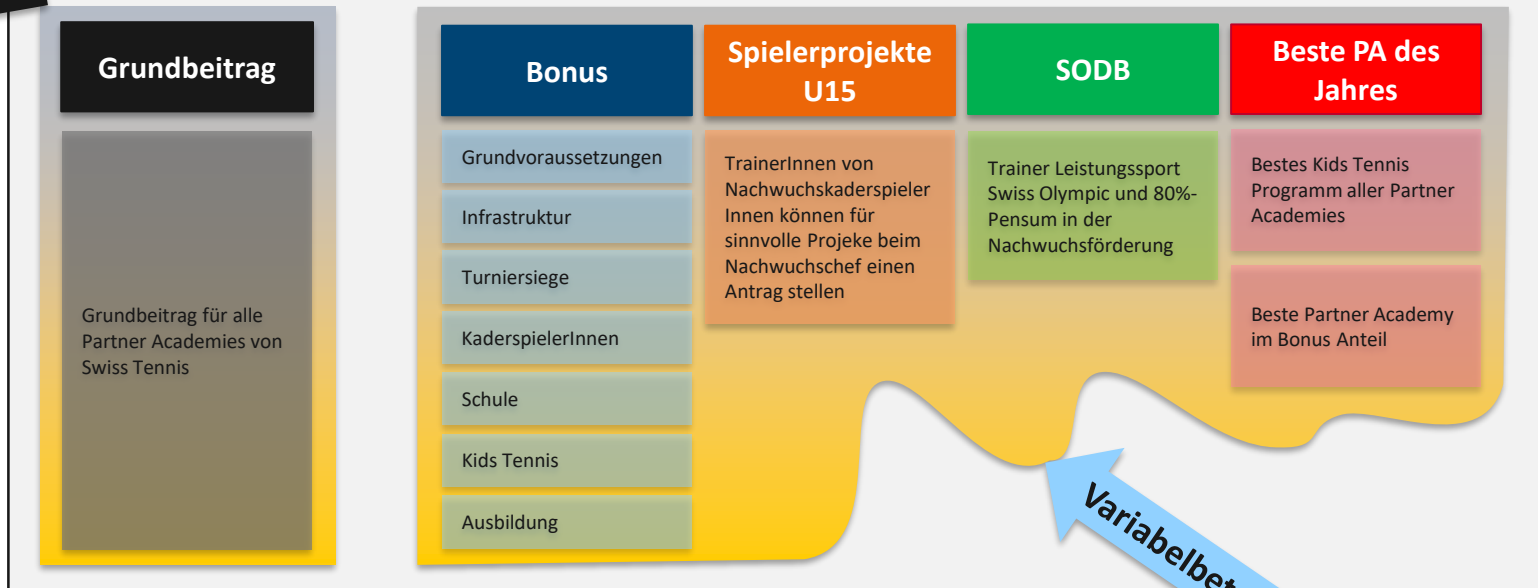 Grundbeitrag
Grundbeitrag für alle
Partner Academies von
Swiss Tennis
Bonus
Grundvoraussetzungen
Infrastruktur
Turniersiege
KaderspielerInnen
Schule
Kids Tennis
Ausbildung
Spielerprojekte
U15
TrainerInnen von
Nachwuchskaderspieler
Innen können für
sinnvolle Projeke beim
Nachwuchschef einen
Antrag stellen
SODB
Trainer Leistungssport
Swiss Olympic und 80%-
Pensum in der
Nachwuchsförderung
Beste PA des
Jahres
Bestes Kids Tennis
Programm aller Partner
Academies
Beste Partner Academy
im Bonus Anteil